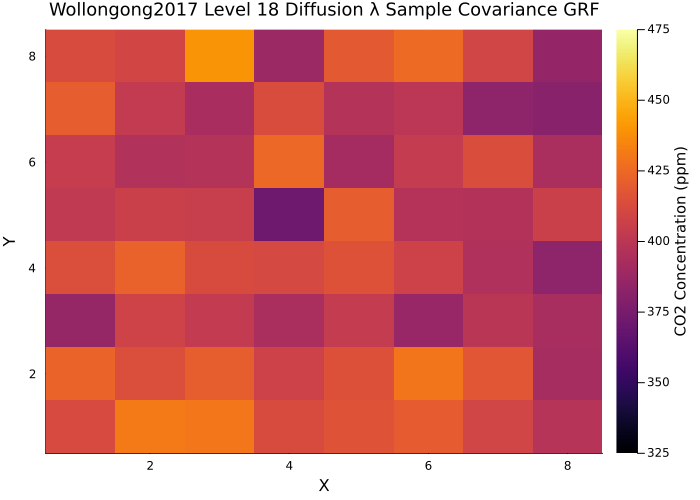 Wollongong2017 Level 18 Diffusion λ Sample Covariance GRF
8
6
4
2
Y
2 4 6 8
X
475
450
425
400
375
350
325
CO2 Concentration (ppm)